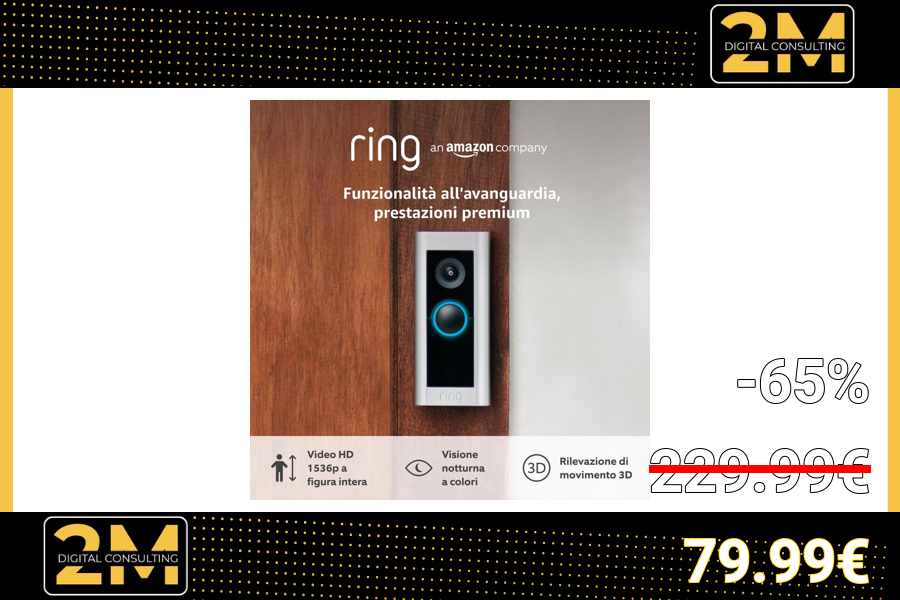 2M
DIGITAL CONSULTING
ring an amazon company
Funzionalità all'avanguardia,
prestazioni premium
ring
Video HD
1536p a
figura intera
Visione
notturna
a colori
3D
Rilevazione di
movimento 3D
-65%
229.99€
2M
DIGITAL CONSULTING
79.99€